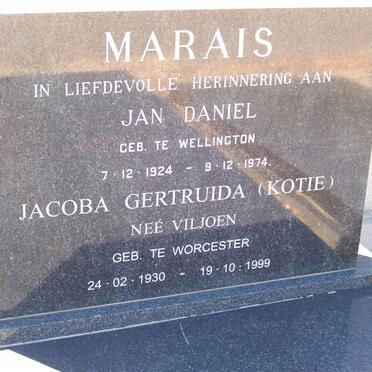 MARAIS
IN LIEFDEVOLLE HERINNERING AAN
JAN DANIEL
GEB. TE WELLINGTON
7·12·1924 - 9·12·1974.
JACOBA GERTRUIDA (KOTIE)
NEÉ VILJOEN
GEB. TE WORCESTER
24·02·1930 - 19·10·1999